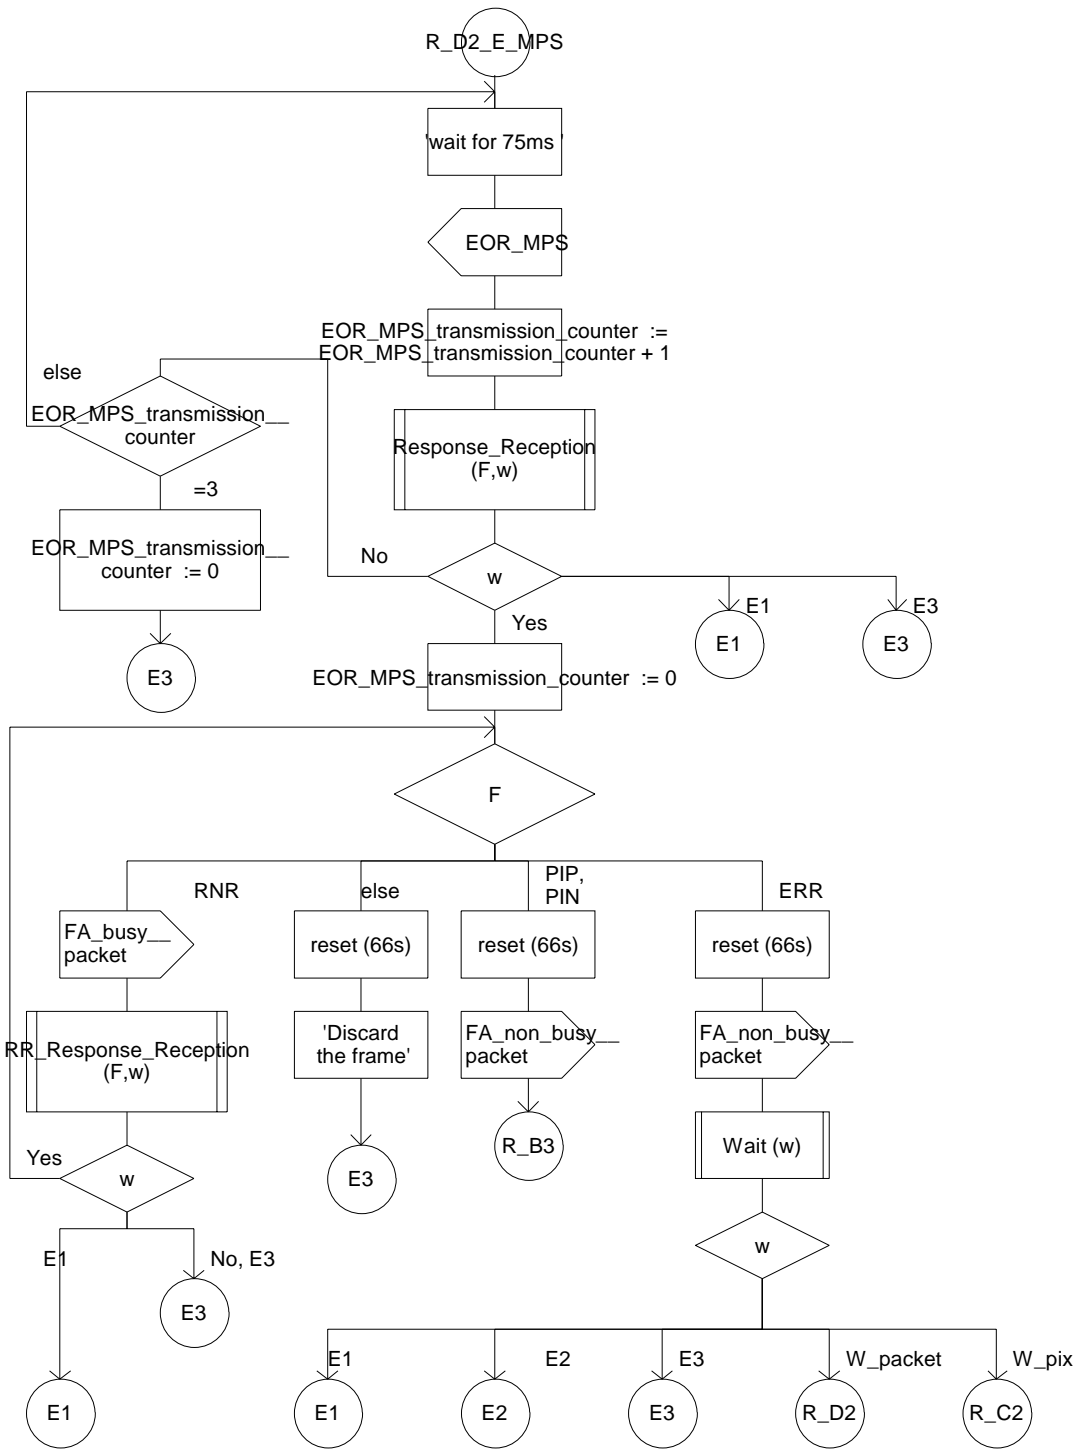 R_D2_E_MPS
'wait for 75ms '
EOR_MPS
EOR_MPS_transmission_counter :=
EOR_MPS_transmission_counter + 1
else
EOR_MPS_transmission__
counter
Response_Reception
(F,w)
=3
EOR_MPS_transmission__
counter := 0
No
w
E1
E3
Yes
E1
E3
E3
EOR_MPS_transmission_counter := 0
F
RNR
else
PIP,
PIN
ERR
FA_busy__
packet
reset (66s)
reset (66s)
reset (66s)
RR_Response_Reception
(F,w)
'Discard
the frame'
FA_non_busy__
packet
FA_non_busy__
packet
Yes
w
E3
R_B3
Wait (w)
E1
No, E3
w
E3
E1
E2
E3
W_packet
W_pix
E1
E1
E2
E3
R_D2
R_C2